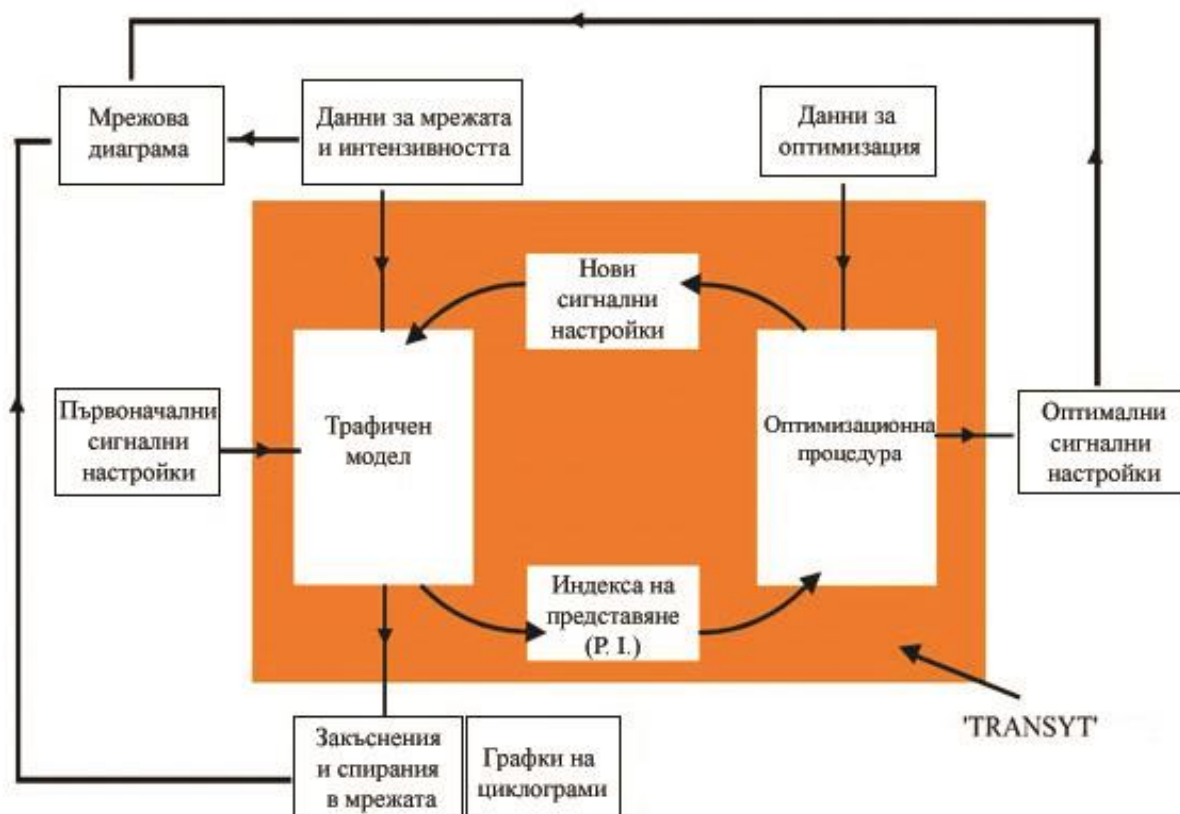 Мрежова
диаграма
Данни за мрежата
и интензивността
Данни за
оптимизация
Нови
сигнални
настройки
Първоначални
сигнални
настройки
Трафичен
модел
Оптимизационна
процедура
Оптимални
сигнални
настройки
Индекса на
представяне
(P. I.)
'TRANSYT'
Закъснения
и спирания
в мрежата
Графки на
циклограми